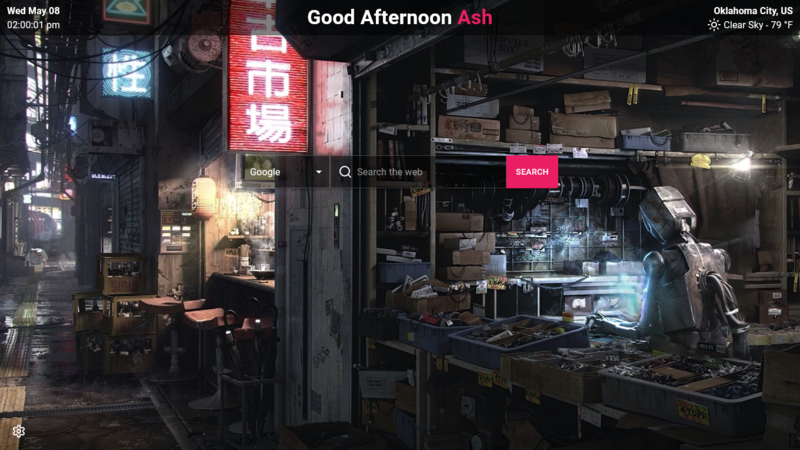 Wed May 08
02:00:01 pm
Good Afternoon Ash
Oklahoma City, US
Clear Sky - 79 °F
市
場
Google
Search the web
SEARCH